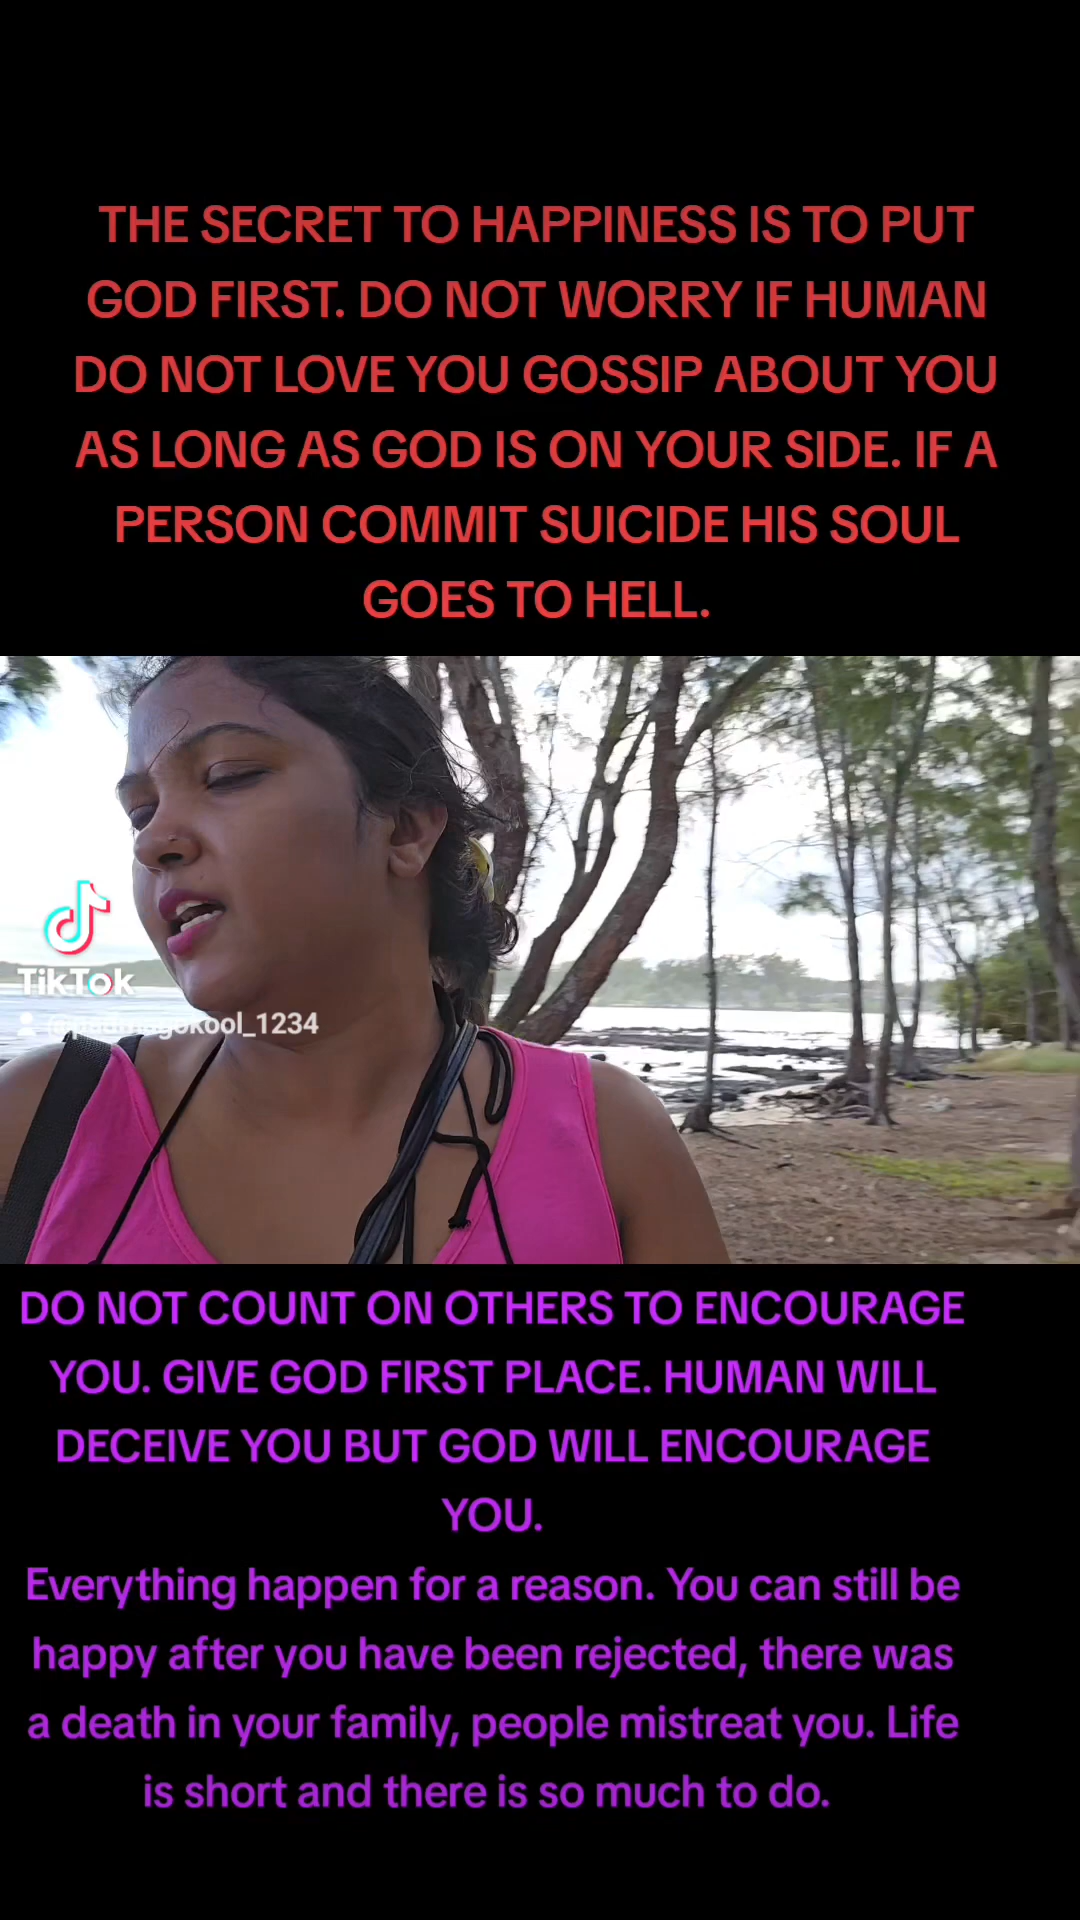 THE SECRET TO HAPPINESS IS TO PUT
GOD FIRST. DO NOT WORRY IF HUMAN
DO NOT LOVE YOU GOSSIP ABOUT YOU
AS LONG AS GOD IS ON YOUR SIDE. IF A
PERSON COMMIT SUICIDE HIS SOUL
GOES TO HELL.
TikTok
DO NOT COUNT ON OTHERS TO ENCOURAGE
YOU. GIVE GOD FIRST PLACE. HUMAN WILL
DECEIVE YOU BUT GOD WILL ENCOURAGE
YOU.
Everything happen for a reason. You can still be
happy after you have been rejected, there was
a death in your family, people mistreat you. Life
is short and there is so much to do.